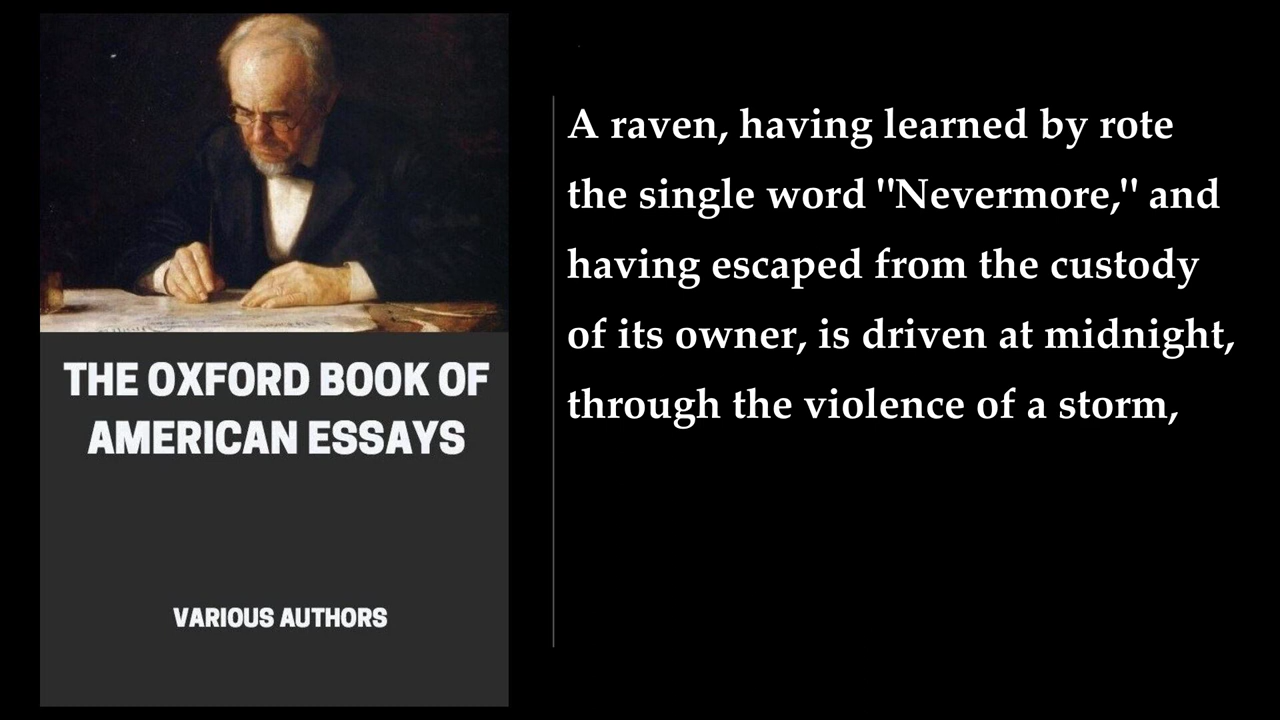 THE OXFORD BOOK OF
AMERICAN ESSAYS
VARIOUS AUTHORS
A raven, having learned by rote
the single word "Nevermore," and
having escaped from the custody
of its owner, is driven at midnight,
through the violence of a storm,